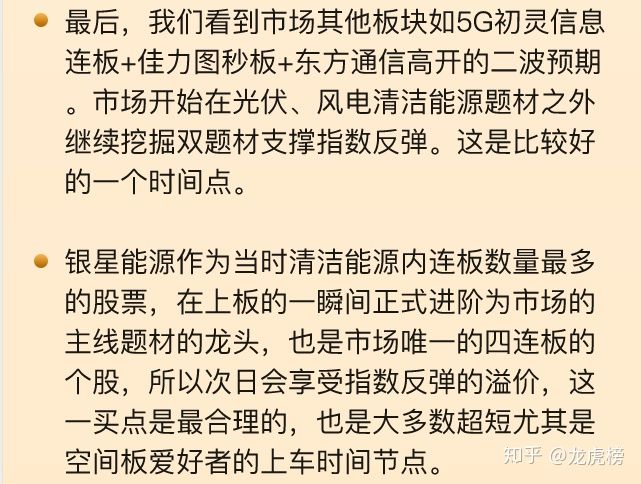 最后，我们看到市场其他板块如5G初灵信息
连板+佳力图秒板+东方通信高开的二波预期
。市场开始在光伏、风电清洁能源题材之外
继续挖掘双题材支撑指数反弹。这是比较好
的一个时间点。
银星能源作为当时清洁能源内连板数量最多
的股票，在上板的一瞬间正式进阶为市场的
主线题材的龙头，也是市场唯一的四连板的
个股，所以次日会享受指数反弹的溢价，这
一买点是最合理的，也是大多数超短尤其是
空间板爱好者的上车时间节点。
知乎 @龙虎榜